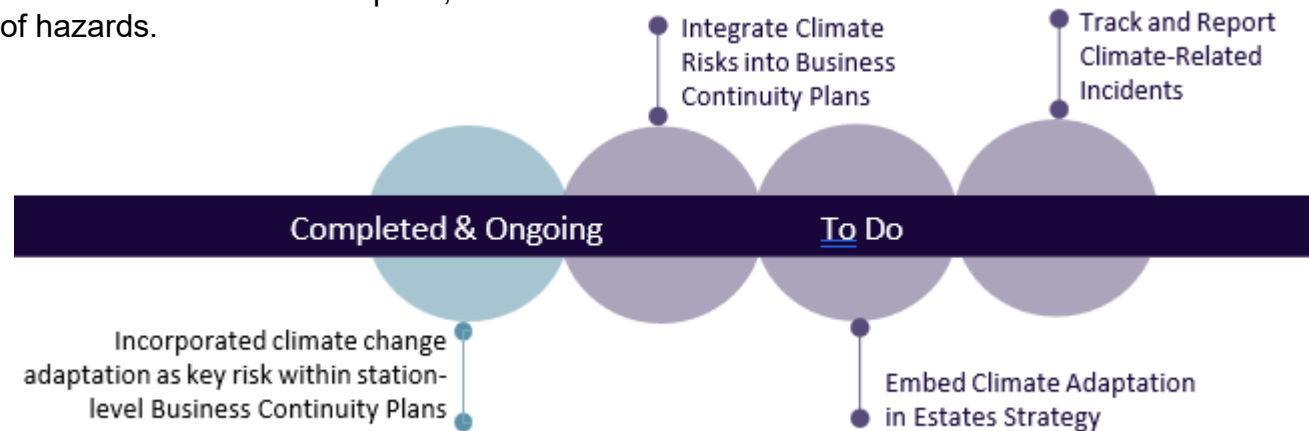 of hazards.
Integrate Climate
Risks into Business
Continuity Plans
Track and Report
Climate-Related
Incidents
Completed & Ongoing
To Do
Incorporated climate change
adaptation as key risk within station-
level Business Continuity Plans
Embed Climate Adaptation
in Estates Strategy